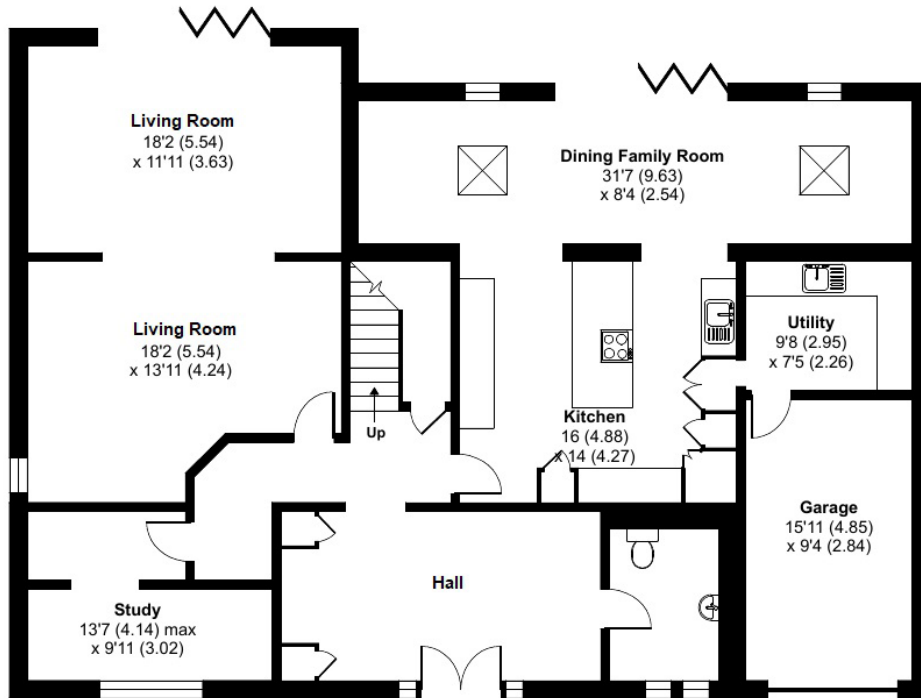 Living Room
18'2 (5.54)
x 11'11 (3.63)
Dining Family Room
31'7 (9.63)
x 8'4 (2.54)
Living Room
18'2 (5.54)
x 13'11 (4.24)
Utility
9'8 (2.95)
x 7'5 (2.26)
Up
Kitchen
16 (4.88)
x 14 (4.27)
Garage
15'11 (4.85)
x 9'4 (2.84)
Hall
Study
13'7 (4.14) max
x 9'11 (3.02)